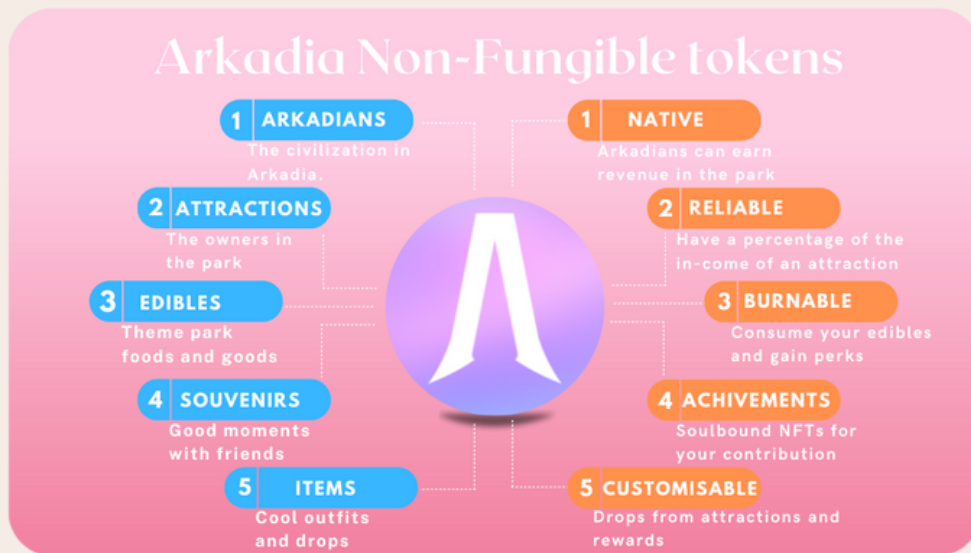 Arkadia Non-Fungible tokens
1 ARKADIANS
The civilization in
Arkadia.
2 ATTRACTIONS
The owners in
the park
3 EDIBLES
Theme park
foods and goods
4 SOUVENIRS
Good moments
with friends
5 ITEMS
Cool outfits
and drops
1 NATIVE
Arkadians can earn
revenue in the park
2 RELIABLE
Have a percentage of the
in-come of an attraction
3 BURNABLE
Consume your edibles
and gain perks
4 ACHIVEMENTS
Soulbound NFTs for
your contribution
5 CUSTOMISABLE
Drops from attractions and
rewards